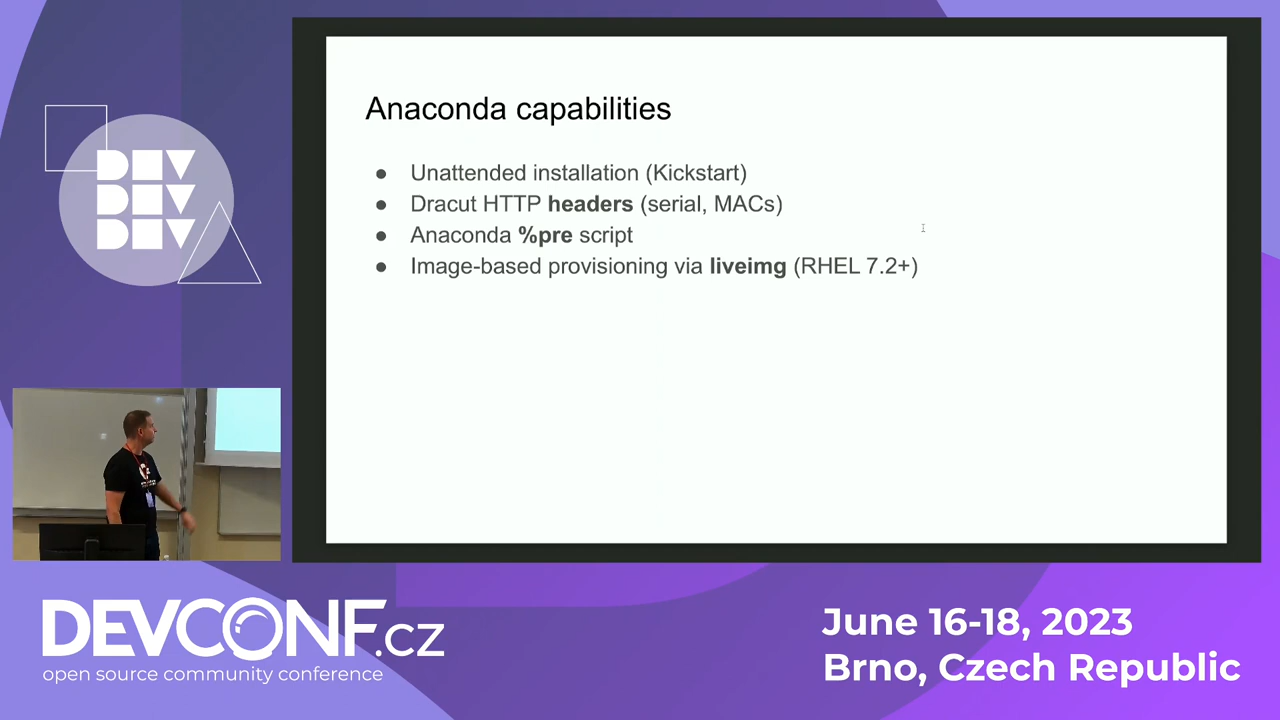 Anaconda capabilities
● Unattended installation (Kickstart)
● Dracut HTTP headers (serial, MACs)
● Anaconda %pre script
● Image-based provisioning via liveimg (RHEL 7.2+)
DEV
DEV
DEV
DEVCONF.cz
open source community conference
June 16-18, 2023
Brno, Czech Republic